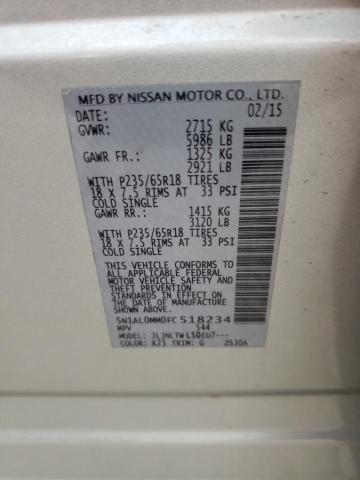 MFD BY NISSAN MOTOR CO., LTD.
DATE: 02/15
GVWR: 2715 KG
5986 LB
GAWR FR.: 1325 KG
2921 LB
WITH P235/65R18 TIRES
18 X 7.5 RIMS AT 33 PSI
COLD SINGLE
GAWR RR.: 1415 KG
3120 LB
WITH P235/65R18 TIRES
18 X 7.5 RIMS AT 33 PSI
COLD SINGLE
THIS VEHICLE CONFORMS TO
ALL APPLICABLE FEDERAL
MOTOR VEHICLE SAFETY
STANDARDS IN EFFECT ON
THE DATE OF MANUFACTURE
SHOWN ABOVE
5N1AL0MM0FC518234
MPV 544
MODEL: JLJNLTWL50EU7---
COLOR: K23 TRIM: G 2530A